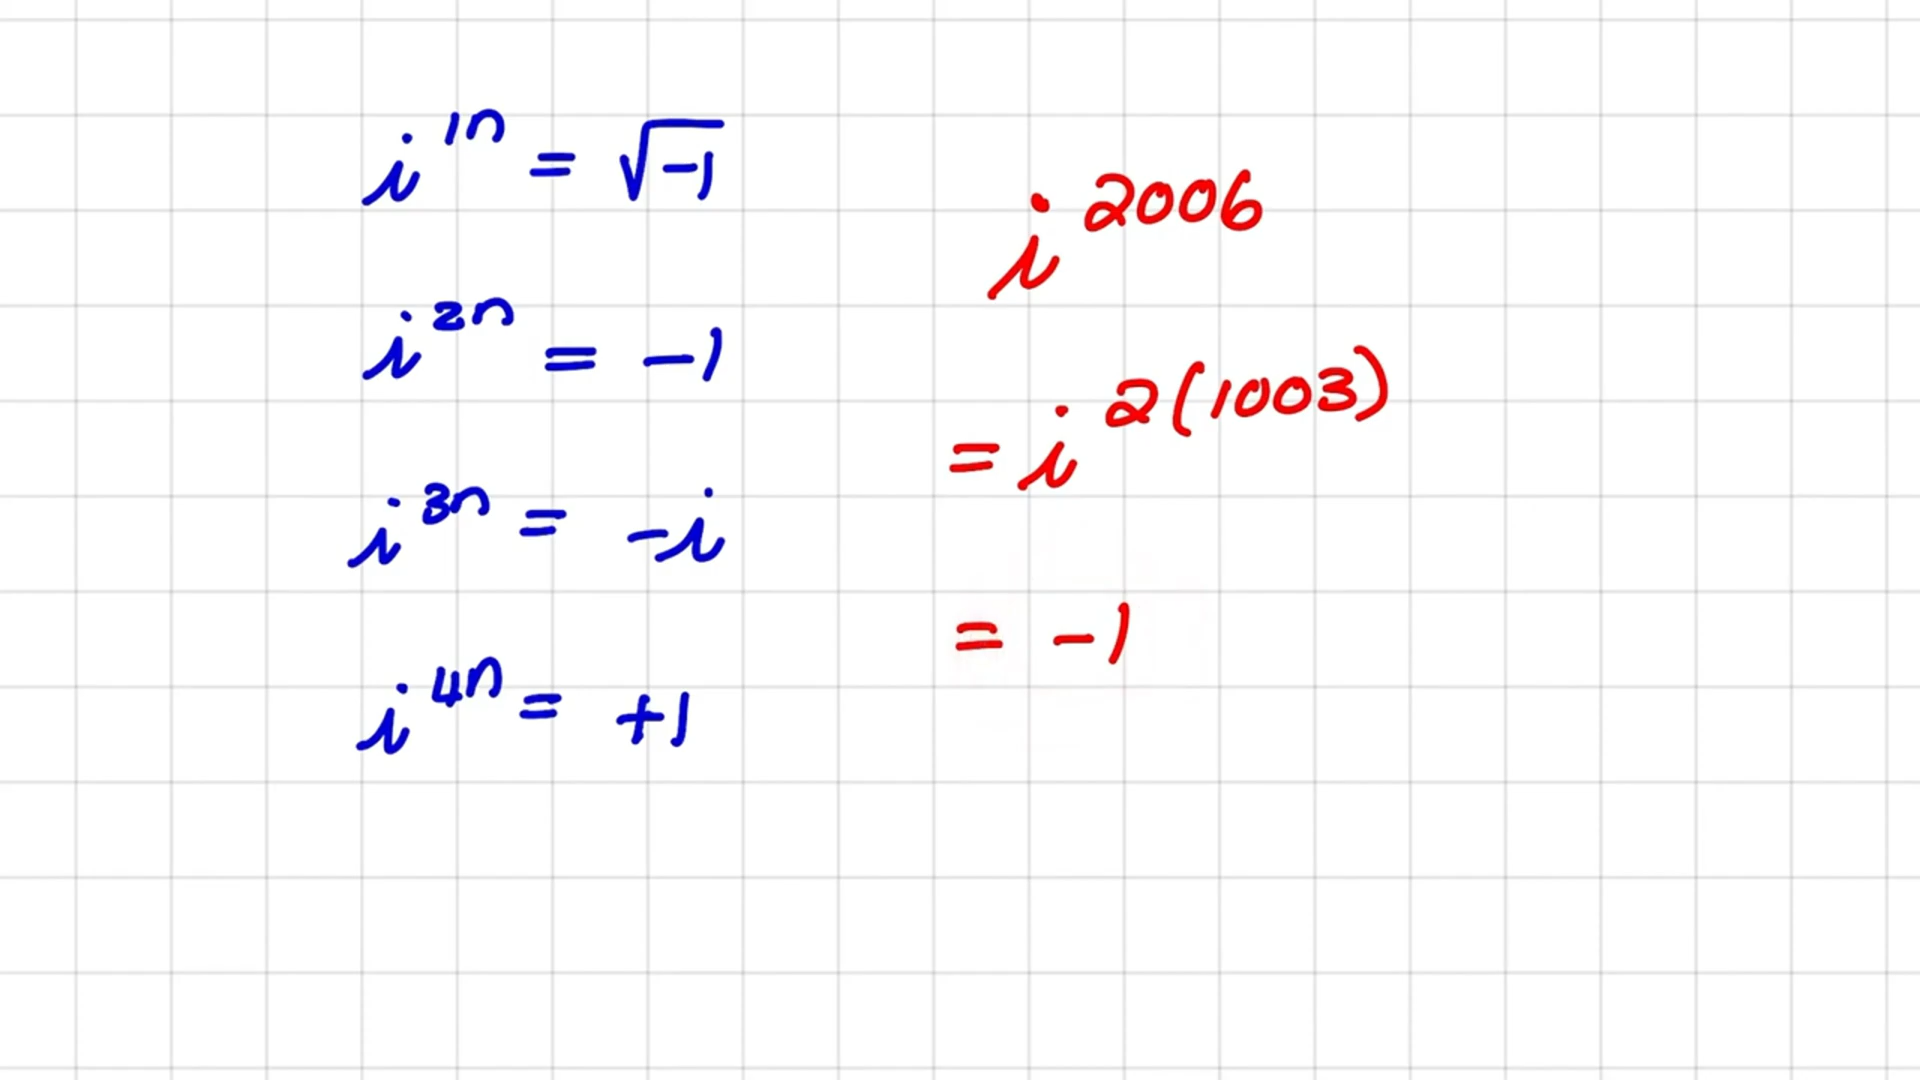 i^{1n} = √-1
i^{2n} = -1
i^{3n} = -i
i^{4n} = +1
i^{2006}
= i^{2(1003)}
= -1